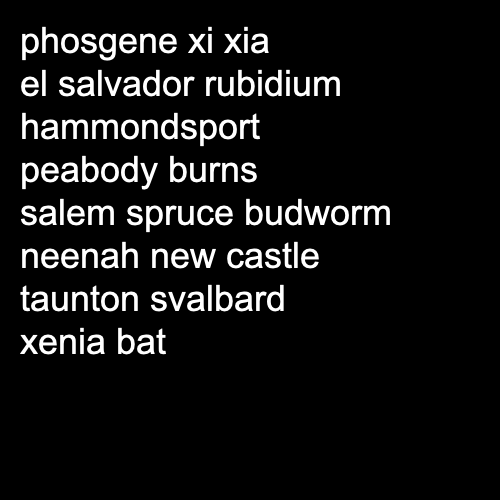 phosgene xi xia
el salvador rubidium
hammondsport
peabody burns
salem spruce budworm
neenah new castle
taunton svalbard
xenia bat